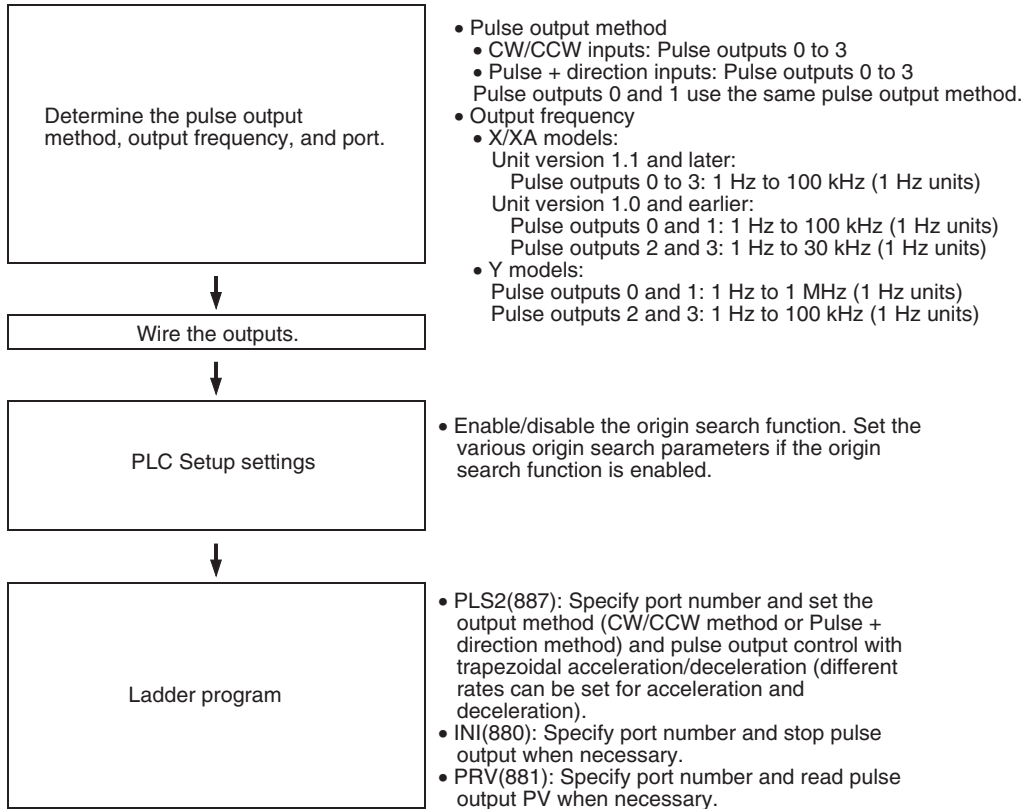 Determine the pulse output
method, output frequency, and port.
• Pulse output method
• CW/CCW inputs: Pulse outputs 0 to 3
• Pulse + direction inputs: Pulse outputs 0 to 3
Pulse outputs 0 and 1 use the same pulse output method.
• Output frequency
• X/XA models:
Unit version 1.1 and later:
Pulse outputs 0 to 3: 1 Hz to 100 kHz (1 Hz units)
Unit version 1.0 and earlier:
Pulse outputs 0 and 1: 1 Hz to 100 kHz (1 Hz units)
Pulse outputs 2 and 3: 1 Hz to 30 kHz (1 Hz units)
• Y models:
Pulse outputs 0 and 1: 1 Hz to 1 MHz (1 Hz units)
Pulse outputs 2 and 3: 1 Hz to 100 kHz (1 Hz units)
Wire the outputs.
PLC Setup settings
• Enable/disable the origin search function. Set the
various origin search parameters if the origin
search function is enabled.
Ladder program
• PLS2(887): Specify port number and set the
output method (CW/CCW method or Pulse +
direction method) and pulse output control with
trapezoidal acceleration/deceleration (different
rates can be set for acceleration and
deceleration).
• INI(880): Specify port number and stop pulse
output when necessary.
• PRV(881): Specify port number and read pulse
output PV when necessary.